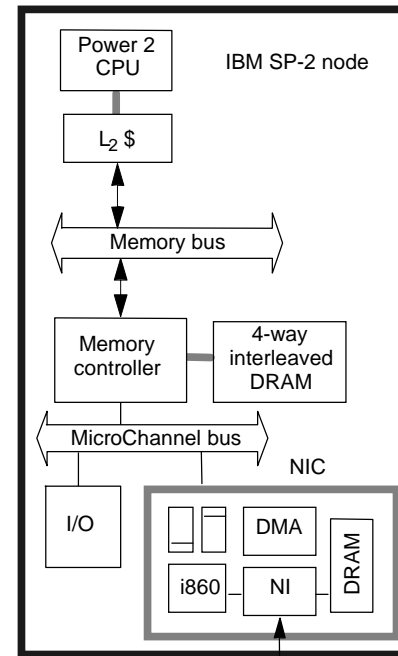 Power 2
CPU
IBM SP-2 node
L2 $
Memory bus
Memory
controller
4-way
interleaved
DRAM
MicroChannel bus
NIC
I/O
DMA
i860
NI
DRAM